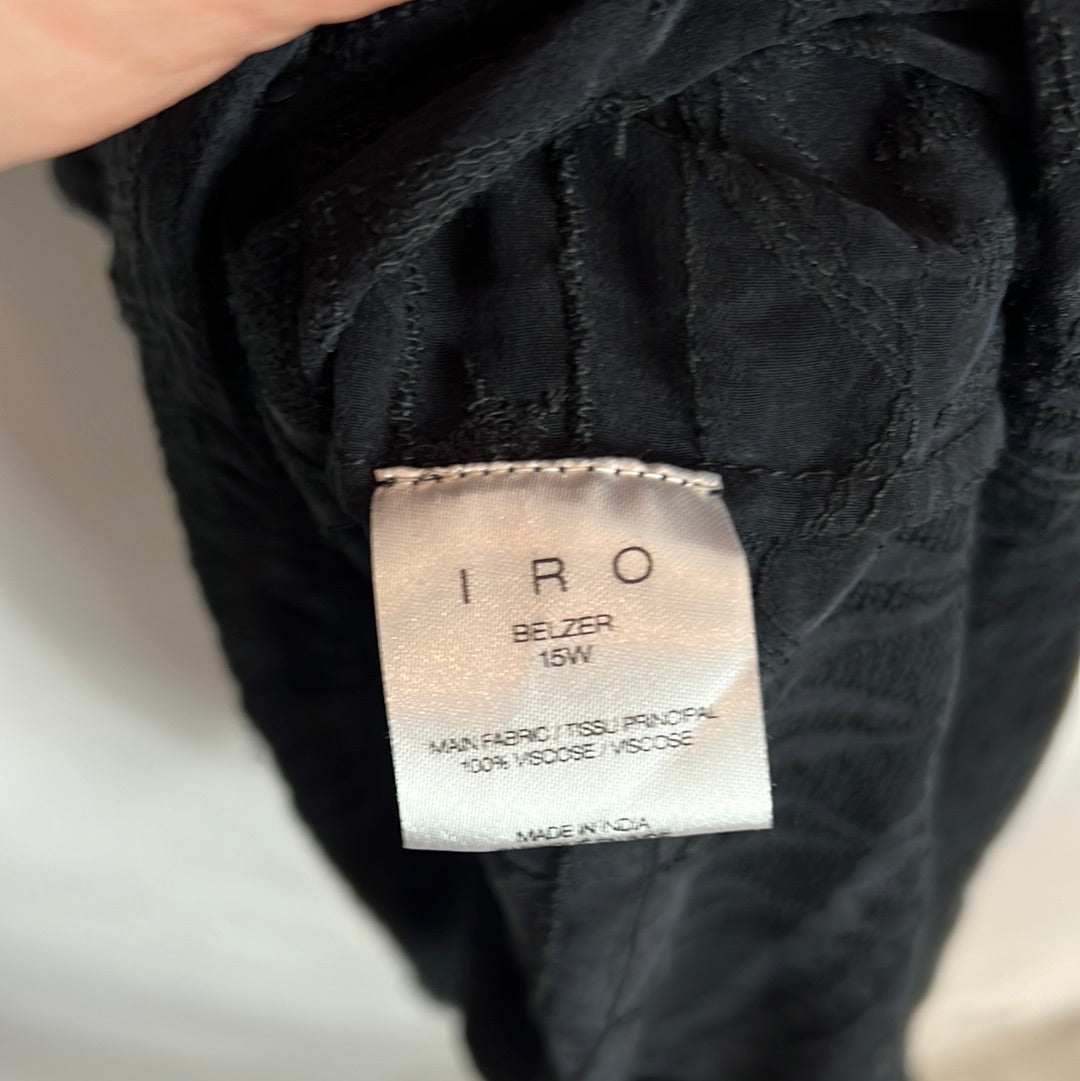 I R O
BELZER
15W
MAIN FABRIC / TISSU PRINCIPAL
100% VISCOSE / VISCOSE
MADE IN INDIA